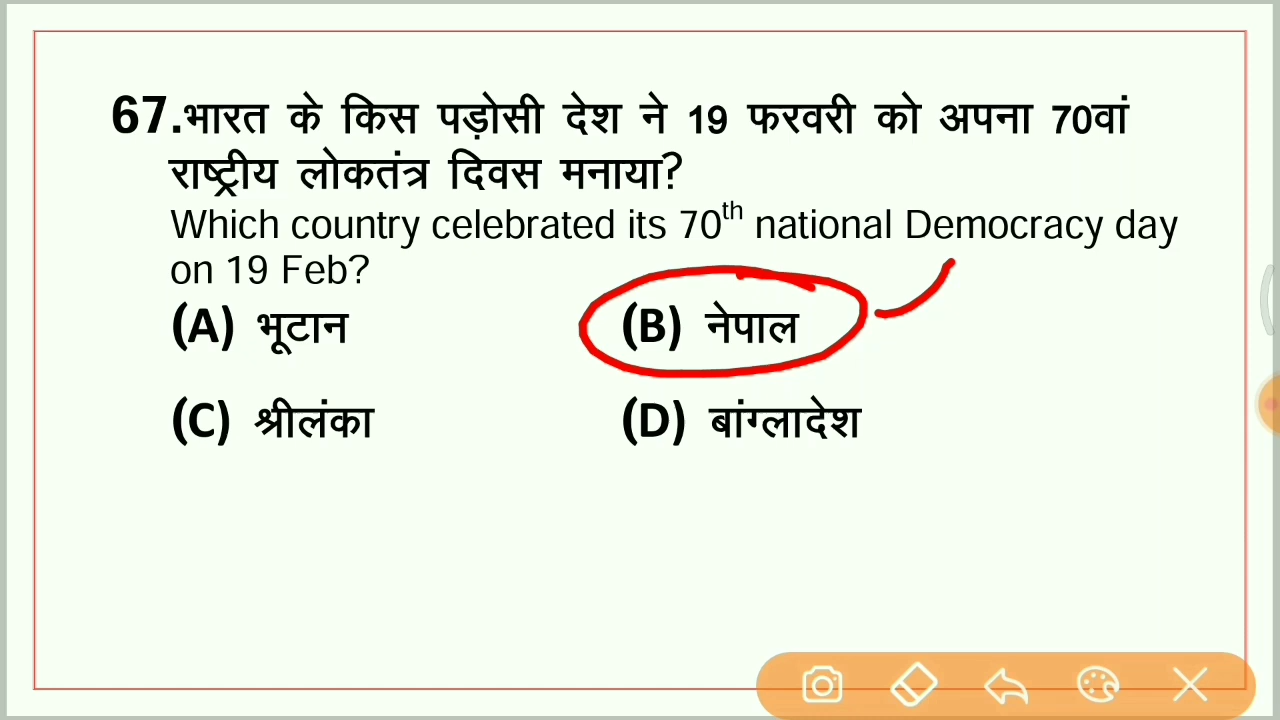 67.भारत के किस पड़ोसी देश ने 19 फरवरी को अपना 70वां
राष्ट्रीय लोकतंत्र दिवस मनाया?
Which country celebrated its 70th national Democracy day
on 19 Feb?
(A) भूटान (B) नेपाल
(C) श्रीलंका (D) बांग्लादेश